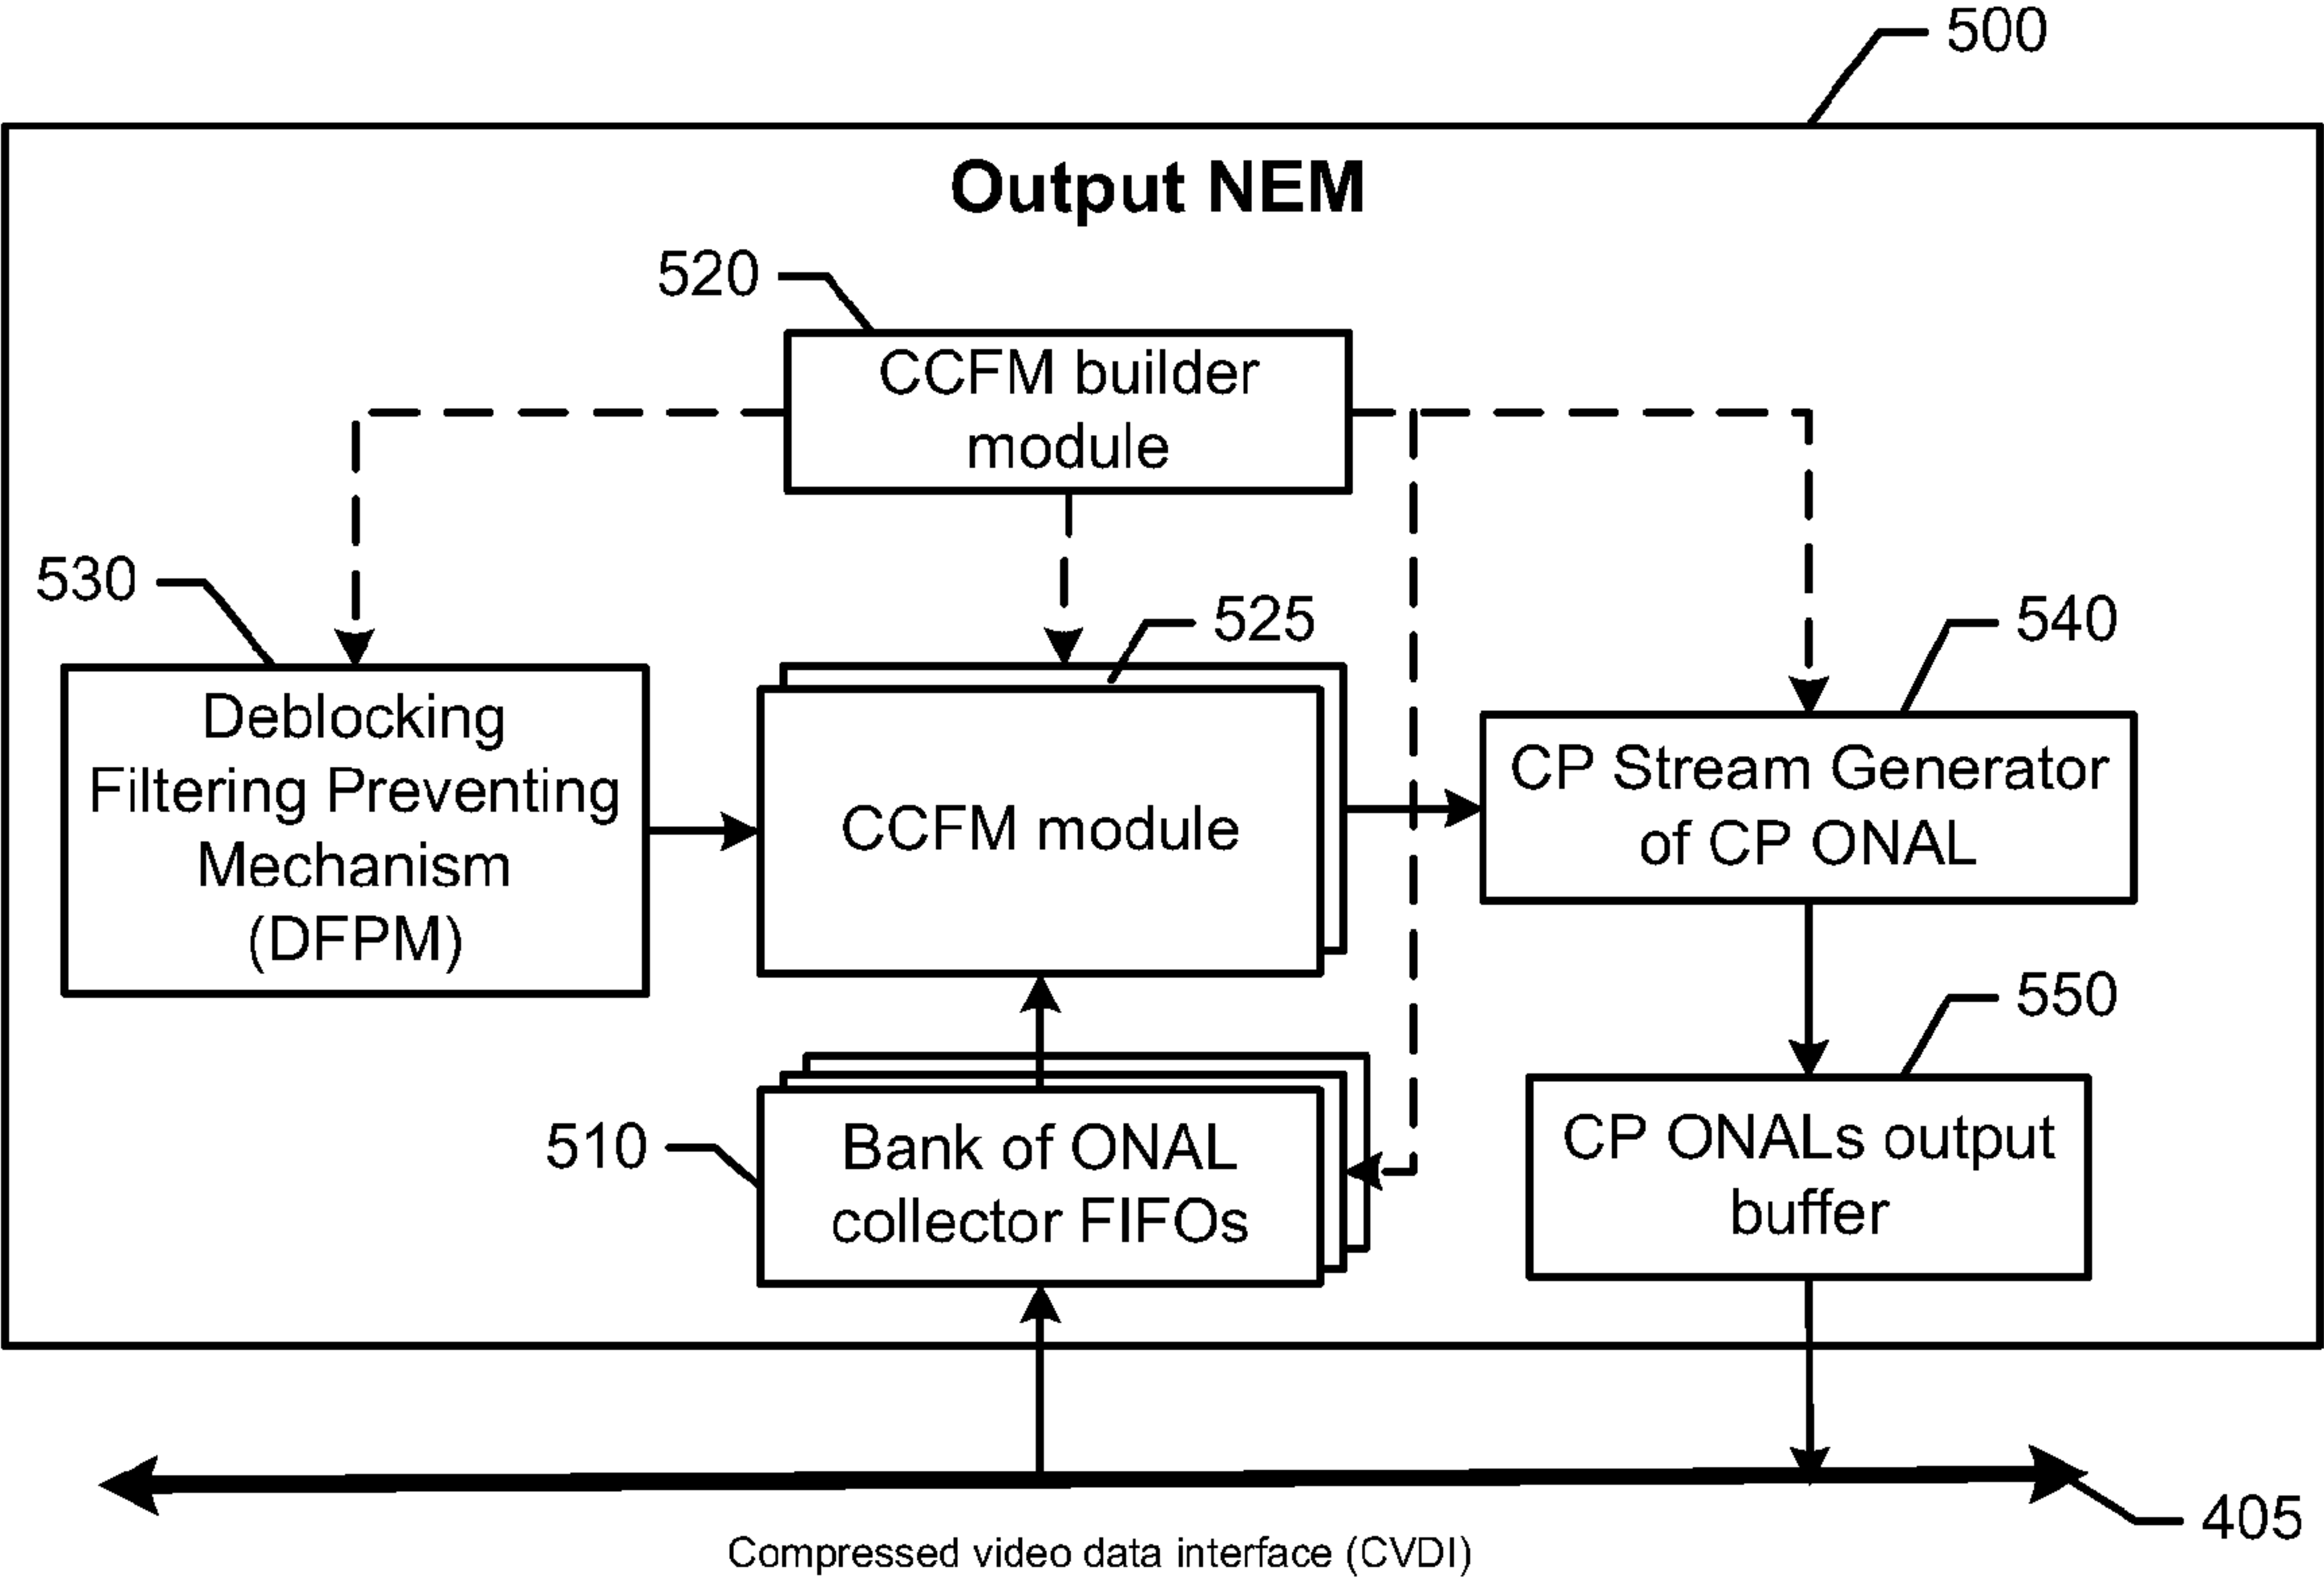 500
Output NEM
520
CCFM builder
module
530
525
540
Deblocking
Filtering Preventing
Mechanism
(DFPM)
CCFM module
CP Stream Generator
of CP ONAL
550
510
Bank of ONAL
collector FIFOs
CP ONALs output
buffer
405
Compressed video data interface (CVDI)